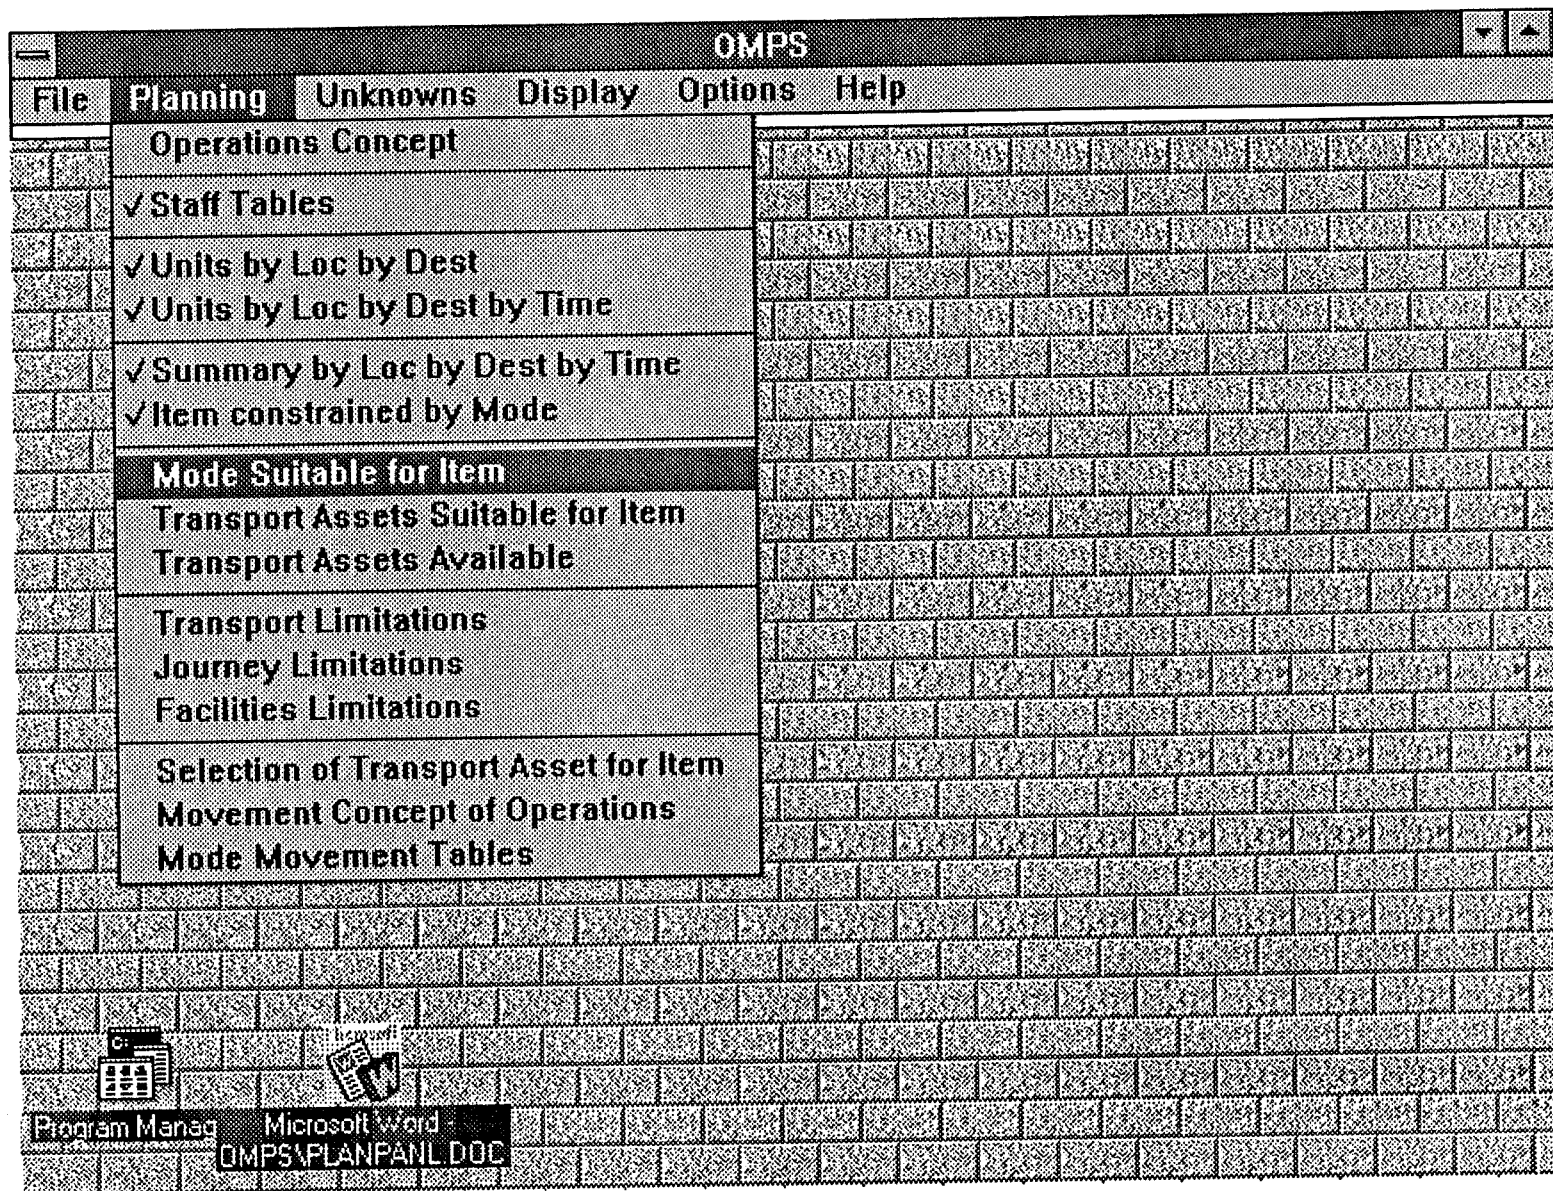 OMPS
File Planning Unknowns Display Options Help
Operations Concept
✓Staff Tables
✓Units by Loc by Dest
✓Units by Loc by Dest by Time
✓Summary by Loc by Dest by Time
✓Item constrained by Mode
Mode Suitable for Item
Transport Assets Suitable for Item
Transport Assets Available
Transport Limitations
Journey Limitations
Facilities Limitations
Selection of Transport Asset for Item
Movement Concept of Operations
Mode Movement Tables
C:
Program Manag
Microsoft Word -
OMPS\PLANPANL.DOC